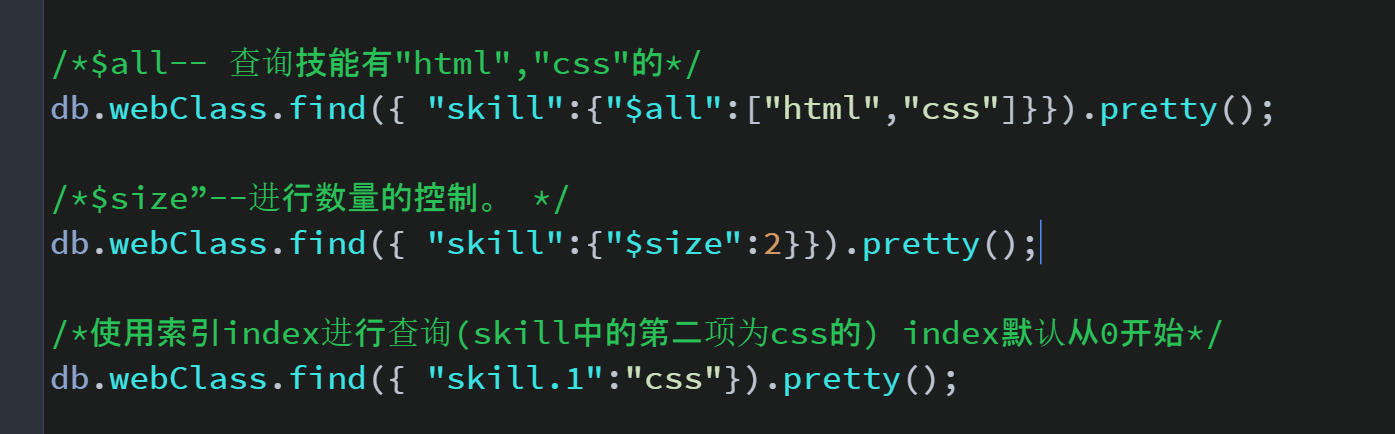 /*$all-- 查询技能有"html","css"的*/
db.webClass.find({ "skill":{"$all":["html","css"]}}).pretty();
/*$size”--进行数量的控制。 */
db.webClass.find({ "skill":{"$size":2}}).pretty();
/*使用索引index进行查询(skill中的第二项为css的) index默认从0开始*/
db.webClass.find({ "skill.1":"css"}).pretty();